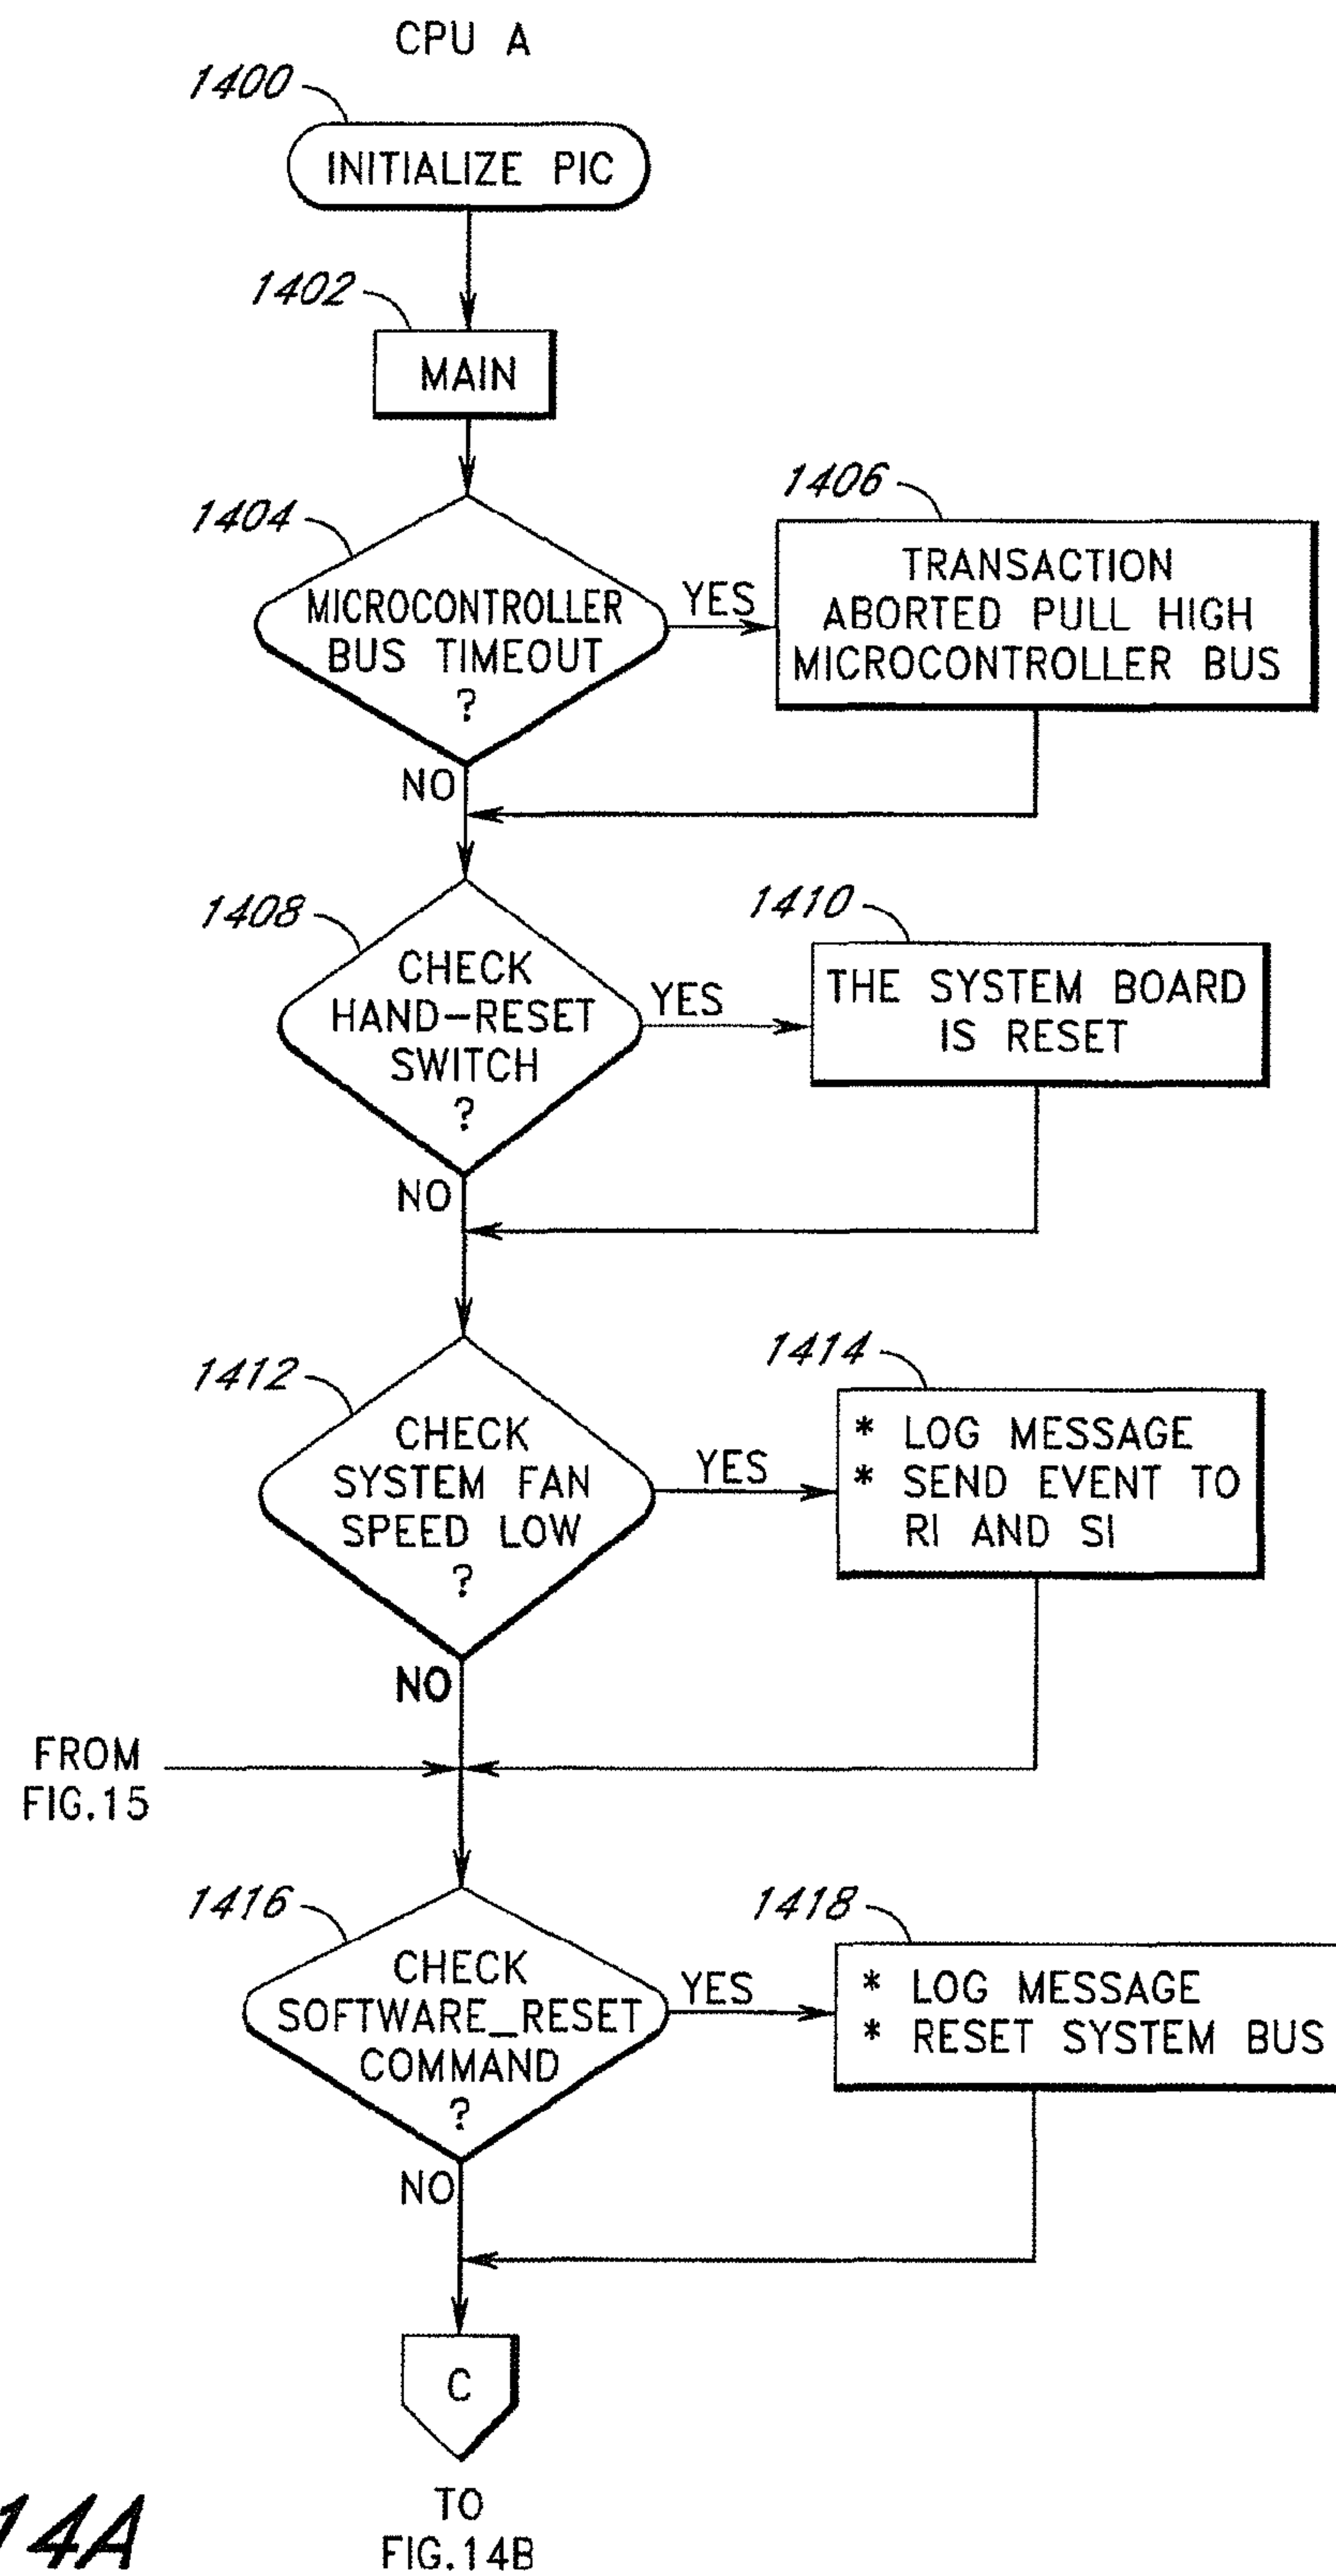 CPU A
1400
INITIALIZE PIC
1402
MAIN
1404
MICROCONTROLLER
BUS TIMEOUT
?
YES
NO
1406
TRANSACTION
ABORTED PULL HIGH
MICROCONTROLLER BUS
1408
CHECK
HAND-RESET
SWITCH
?
YES
NO
1410
THE SYSTEM BOARD
IS RESET
1412
CHECK
SYSTEM FAN
SPEED LOW
?
YES
NO
1414
* LOG MESSAGE
* SEND EVENT TO
RI AND SI
FROM
FIG.15
1416
CHECK
SOFTWARE_RESET
COMMAND
?
YES
NO
1418
* LOG MESSAGE
* RESET SYSTEM BUS
C
TO
FIG.14B
14A